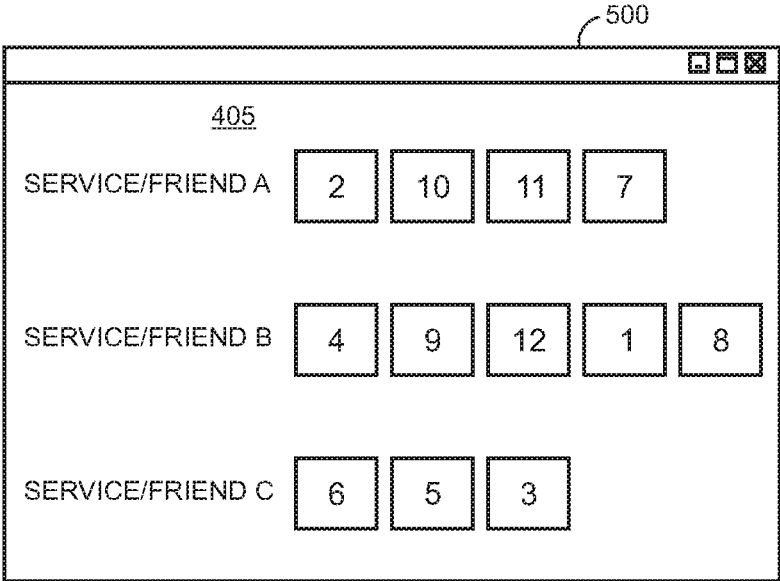 500
405
SERVICE/FRIEND A 2 10 11 7
SERVICE/FRIEND B 4 9 12 1 8
SERVICE/FRIEND C 6 5 3